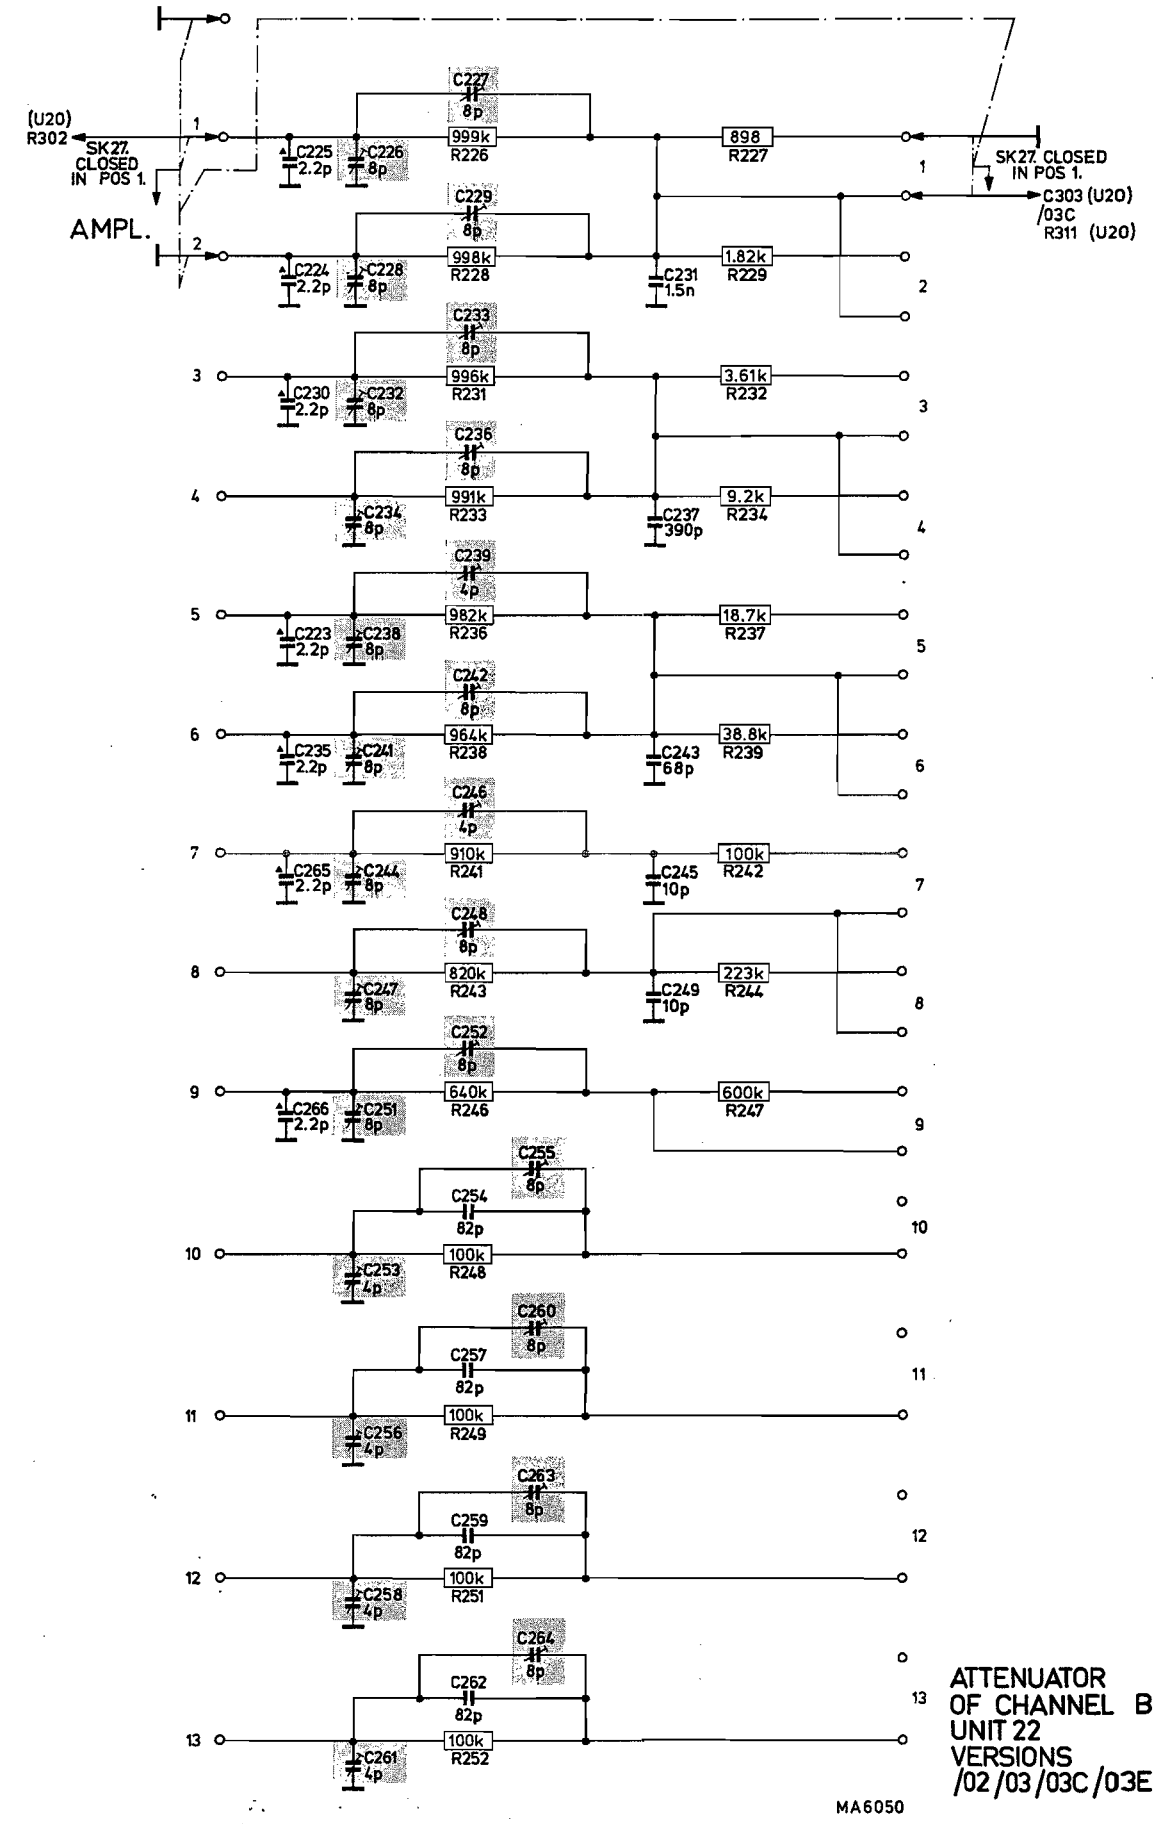 C227
8p
(U20)
R302
1
999k
R226
898
R227
SK27.
CLOSED
IN POS 1.
C225
2.2p
C226
8p
1
SK27. CLOSED
IN POS 1.
C303 (U20)
/03C
R311 (U20)
AMPL.
C229
8p
2
998k
R228
1.82k
R229
C224
2.2p
C228
8p
C231
1.5n
2
C233
8p
3
996k
R231
3.61k
R232
C230
2.2p
C232
8p
3
C236
8p
4
991k
R233
9.2k
R234
C234
8p
C237
390p
4
C239
4p
5
982k
R236
18.7k
R237
C223
2.2p
C238
8p
5
C242
8p
6
964k
R238
38.8k
R239
C235
2.2p
C241
8p
C243
68p
6
C246
4p
7
910k
R241
100k
R242
C265
2.2p
C244
8p
C245
10p
7
C248
8p
8
820k
R243
223k
R244
C247
8p
C249
10p
8
C252
8p
9
640k
R246
600k
R247
C266
2.2p
C251
8p
9
C255
8p
C254
82p
10
10
100k
R248
C253
4p
C260
8p
C257
82p
11
11
100k
R249
C256
4p
C263
8p
C259
82p
12
12
100k
R251
C258
4p
C264
8p
C262
82p
13
13
100k
R252
C261
4p
ATTENUATOR
OF CHANNEL B
UNIT 22
VERSIONS
/02/03/03C/03E
MA6050